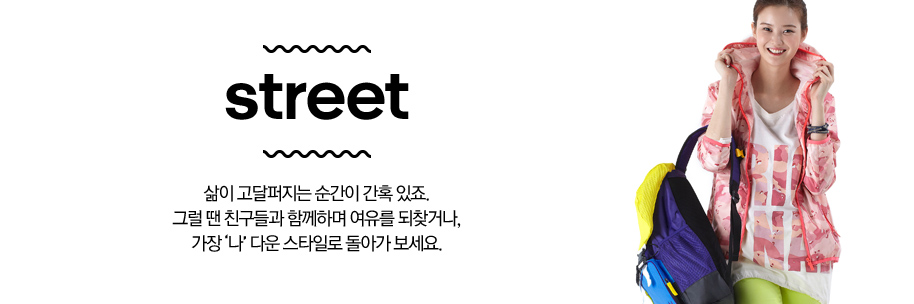 street
삶이 고달퍼지는 순간이 간혹 있죠.
그럴 땐 친구들과 함께하며 여유를 되찾거나,
가장 ‘나’ 다운 스타일로 돌아가 보세요.